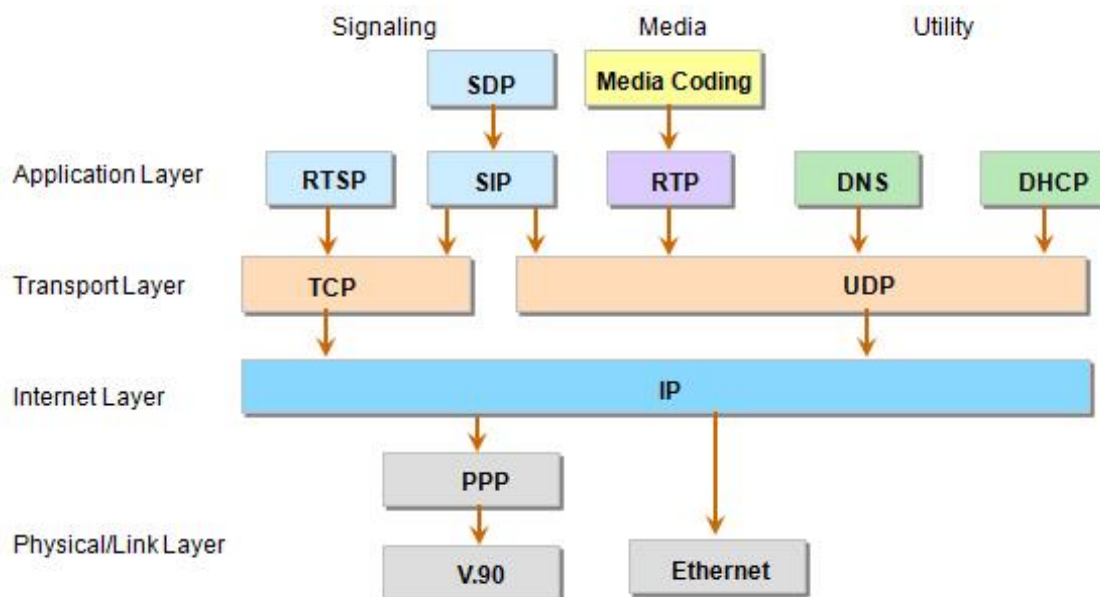 Signaling Media Utility
SDP Media Coding
Application Layer RTSP SIP RTP DNS DHCP
Transport Layer TCP UDP
Internet Layer IP
PPP
Physical/Link Layer V.90 Ethernet